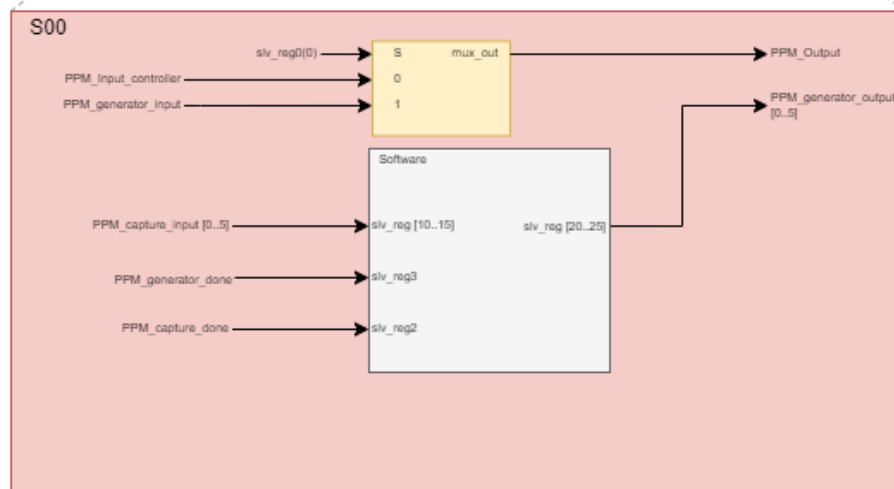 S00
slv_reg0(0)
S
mux_out
PPM_Output
PPM_Input_controller
0
PPM_generator_input
1
PPM_generator_output
[0..5]
Software
PPM_capture_input [0..5]
slv_reg [10..15]
slv_reg [20..25]
PPM_generator_done
slv_reg3
PPM_capture_done
slv_reg2